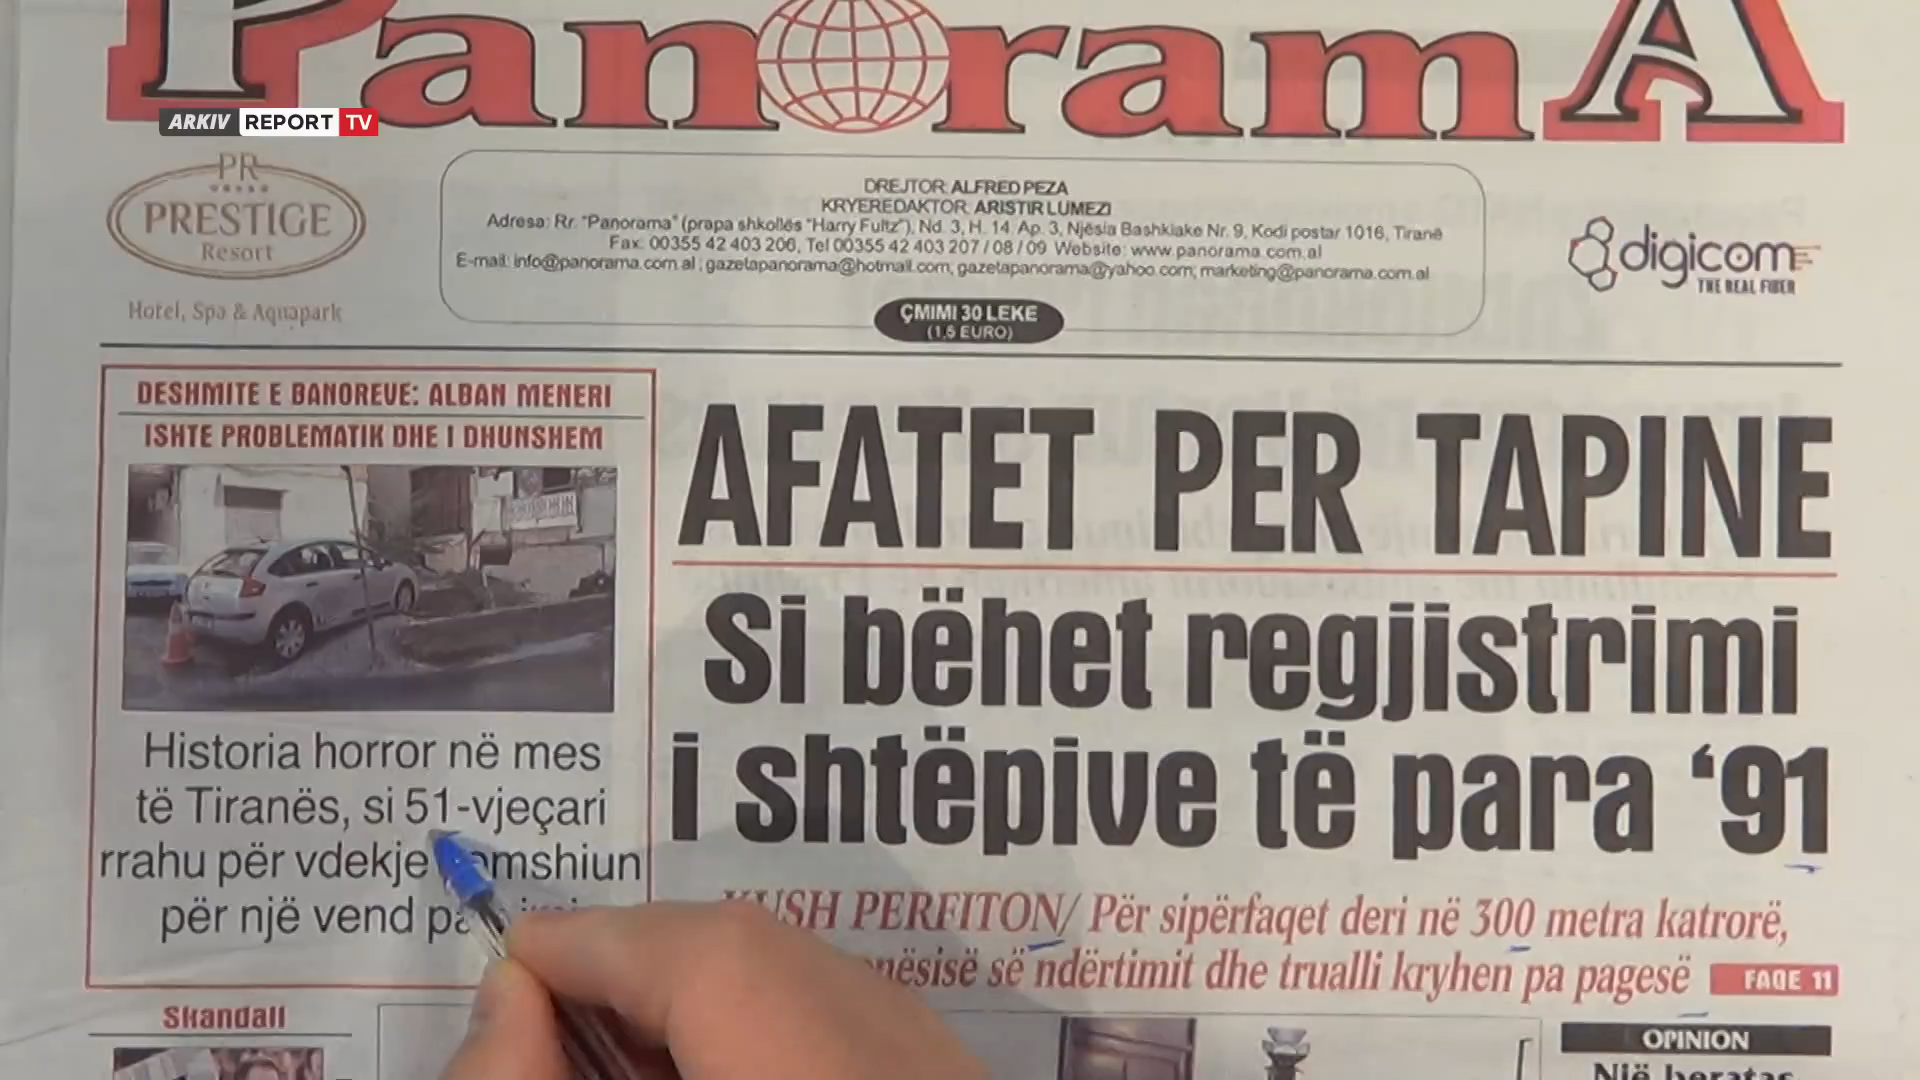 PanoramA
ARKIV REPORT TV
PR
PRESTIGE
Resort
Hotel, Spa & Aquapark
DREJTOR: ALFRED PEZA
KRYEREDAKTOR: ARISTIR LUMEZI
Adresa: Rr. "Panorama" (prapa shkollës "Harry Fultz"), Nd. 3, H. 14. Ap. 3, Njësia Bashkiake Nr. 9, Kodi postar 1016, Tiranë
Fax: 00355 42 403 206, Tel 00355 42 403 207 / 08 / 09 Website: www.panorama.com.al
E-mail: info@panorama.com.al; gazetapanorama@hotmail.com; gazetapanorama@yahoo.com; marketing@panorama.com.al
ÇMIMI 30 LEKE
(1,5 EURO)
digicom
THE REAL FIBER
DESHMITE E BANOREVE: ALBAN MENERI
ISHTE PROBLEMATIK DHE I DHUNSHEM
Historia horror në mes
të Tiranës, si 51-vjeçari
rrahu për vdekje
për një vend
AFATET PER TAPINE
Si bëhet regjistrimi
i shtëpive të para '91
KUSH PERFITON/ Për sipërfaqet deri në 300 metra katrorë,
së ndërtimit dhe trualli kryhen pa pagesë
FAQE 11
Skandali
OPINION
Një beratas